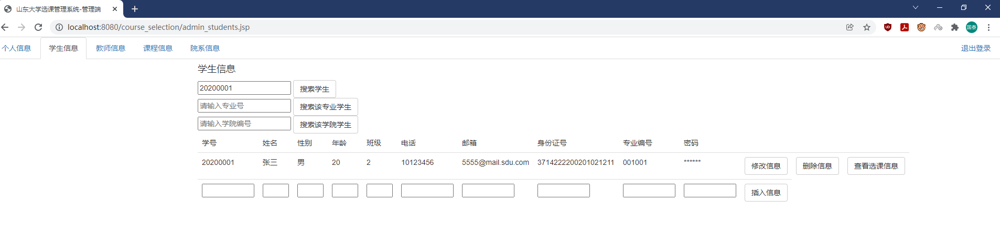 山东大学选课管理系统-管理端
localhost:8080/course_selection/admin_students.jsp
国泰
个人信息 学生信息 教师信息 课程信息 院系信息 退出登录
学生信息
20200001 搜索学生
请输入专业号 搜索该专业学生
请输入学院编号 搜索该学院学生
学号 姓名 性别 年龄 班级 电话 邮箱 身份证号 专业编号 密码
20200001 张三 男 20 2 10123456 5555@mail.sdu.com 3714222200201021211 001001 ****** 修改信息 删除信息 查看选课信息
插入信息